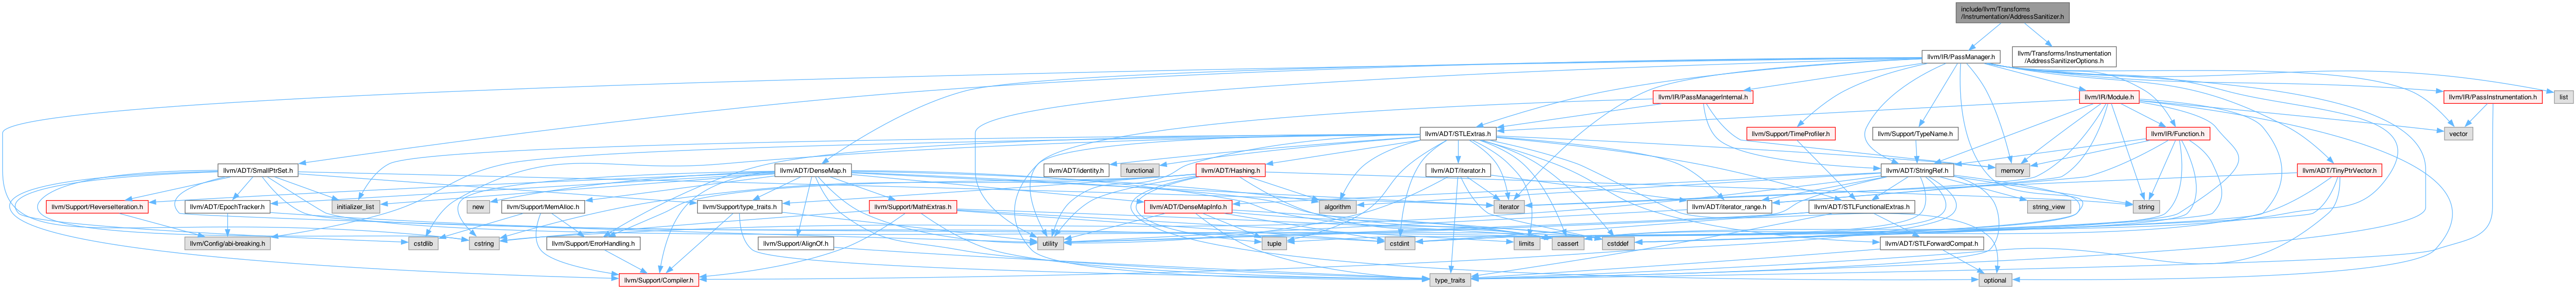 include/llvm/Transforms
/Instrumentation/AddressSanitizer.h
llvm/IR/PassManager.h
llvm/Transforms/Instrumentation
/AddressSanitizerOptions.h
llvm/IR/PassManagerInternal.h
llvm/IR/Module.h
llvm/IR/PassInstrumentation.h
list
llvm/ADT/STLExtras.h
llvm/Support/TimeProfiler.h
llvm/Support/TypeName.h
llvm/IR/Function.h
vector
llvm/ADT/SmallPtrSet.h
llvm/ADT/DenseMap.h
llvm/ADT/identity.h
functional
llvm/ADT/Hashing.h
llvm/ADT/iterator.h
memory
llvm/ADT/StringRef.h
llvm/ADT/TinyPtrVector.h
llvm/Support/ReverseIteration.h
llvm/ADT/EpochTracker.h
initializer_list
new
llvm/Support/MemAlloc.h
llvm/Support/type_traits.h
llvm/Support/MathExtras.h
llvm/ADT/DenseMapInfo.h
algorithm
iterator
llvm/ADT/iterator_range.h
llvm/ADT/STLFunctionalExtras.h
string_view
string
llvm/Config/abi-breaking.h
cstdlib
cstring
llvm/Support/ErrorHandling.h
llvm/Support/AlignOf.h
utility
tuple
cstdint
limits
cassert
cstddef
llvm/ADT/STLForwardCompat.h
llvm/Support/Compiler.h
type_traits
optional